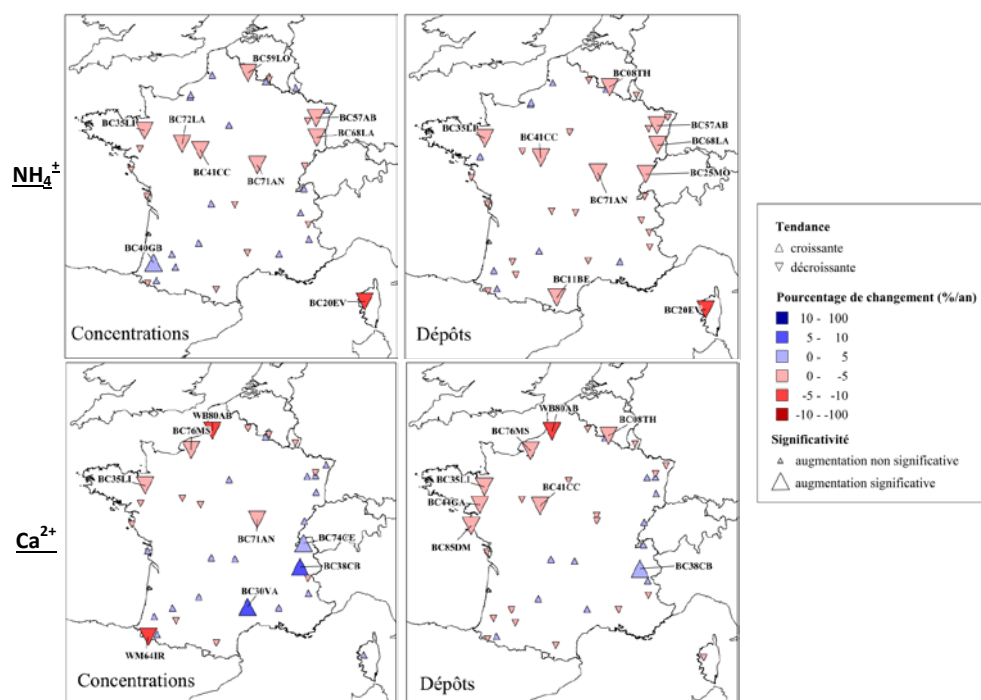 BC59LO
BC57AB
BC72LA
BC35LI
BC68LA
BC41CC
BC71AN
BC40GB
BC20EV
Concentrations
BC08TH
BC57AB
BC35LI
BC41CC
BC68LA
BC25MO
BC71AN
BC11BE
BC20EV
Dépôts
NH4±
WB80AB
BC76MS
BC35LI
BC71AN
BC74CE
BC38CB
BC30VA
WM64IR
Concentrations
WB80AB
BC08TH
BC76MS
BC35LI
BC44GA
BC41CC
BC85DM
BC38CB
Dépôts
Ca2+
Tendance
croissante
décroissante
Pourcentage de changement (%/an)
10 - 100
5 - 10
0 - 5
0 - -5
-5 - -10
-10 - -100
Significativité
augmentation non significative
augmentation significative